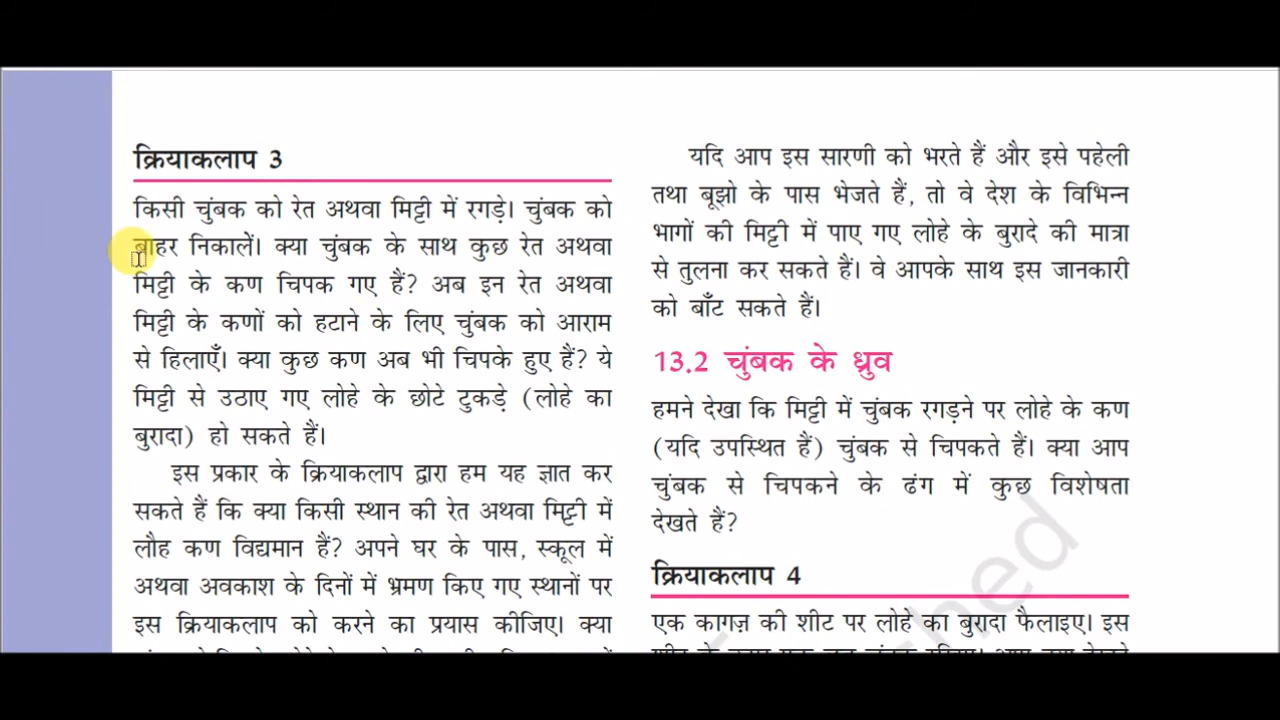 क्रियाकलाप 3
किसी चुंबक को रेत अथवा मिट्टी में रगड़े। चुंबक को
बाहर निकालें। क्या चुंबक के साथ कुछ रेत अथवा
मिट्टी के कण चिपक गए हैं? अब इन रेत अथवा
मिट्टी के कणों को हटाने के लिए चुंबक को आराम
से हिलाएँ। क्या कुछ कण अब भी चिपके हुए हैं? ये
मिट्टी से उठाए गए लोहे के छोटे टुकड़े (लोहे का
बुरादा) हो सकते हैं।
इस प्रकार के क्रियाकलाप द्वारा हम यह ज्ञात कर
सकते हैं कि क्या किसी स्थान की रेत अथवा मिट्टी में
लौह कण विद्यमान हैं? अपने घर के पास, स्कूल में
अथवा अवकाश के दिनों में भ्रमण किए गए स्थानों पर
इस क्रियाकलाप को करने का प्रयास कीजिए। क्या
यदि आप इस सारणी को भरते हैं और इसे पहेली
तथा बूझो के पास भेजते हैं, तो वे देश के विभिन्न
भागों की मिट्टी में पाए गए लोहे के बुरादे की मात्रा
से तुलना कर सकते हैं। वे आपके साथ इस जानकारी
को बाँट सकते हैं।
13.2 चुंबक के ध्रुव
हमने देखा कि मिट्टी में चुंबक रगड़ने पर लोहे के कण
(यदि उपस्थित हैं) चुंबक से चिपकते हैं। क्या आप
चुंबक से चिपकने के ढंग में कुछ विशेषता
देखते हैं?
क्रियाकलाप 4
एक कागज़ की शीट पर लोहे का बुरादा फैलाइए। इस